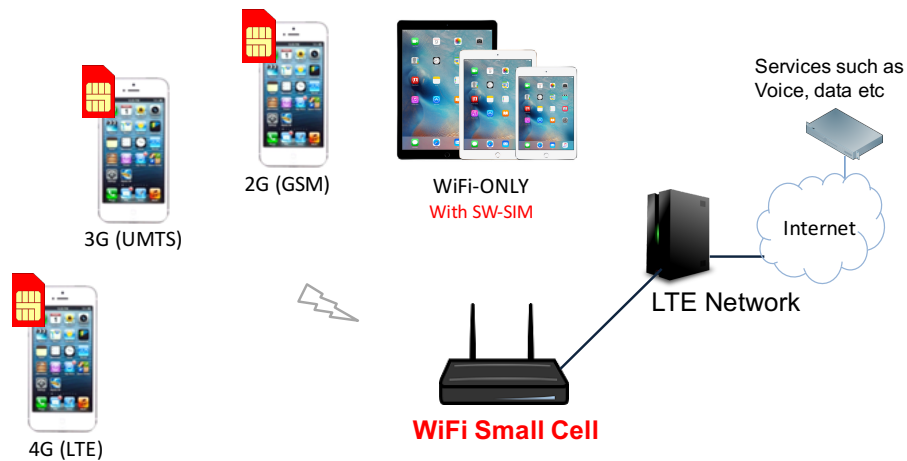 Services such as
Voice, data etc
2G (GSM)
WiFi-ONLY
With SW-SIM
3G (UMTS)
Internet
LTE Network
WiFi Small Cell
4G (LTE)